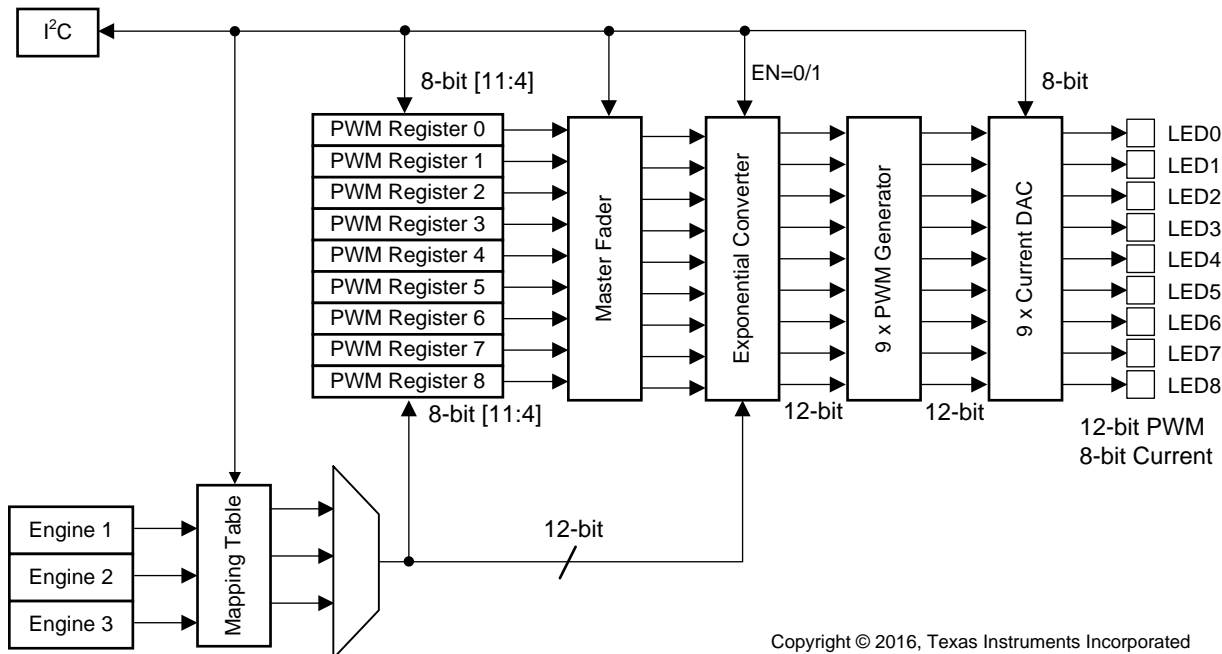 I²C
8-bit [11:4]
EN=0/1
8-bit
PWM Register 0
PWM Register 1
PWM Register 2
PWM Register 3
PWM Register 4
PWM Register 5
PWM Register 6
PWM Register 7
PWM Register 8
Master Fader
Exponential Converter
9 x PWM Generator
9 x Current DAC
LED0
LED1
LED2
LED3
LED4
LED5
LED6
LED7
LED8
8-bit [11:4]
12-bit
12-bit
12-bit PWM
8-bit Current
Engine 1
Engine 2
Engine 3
Mapping Table
12-bit
Copyright © 2016, Texas Instruments Incorporated